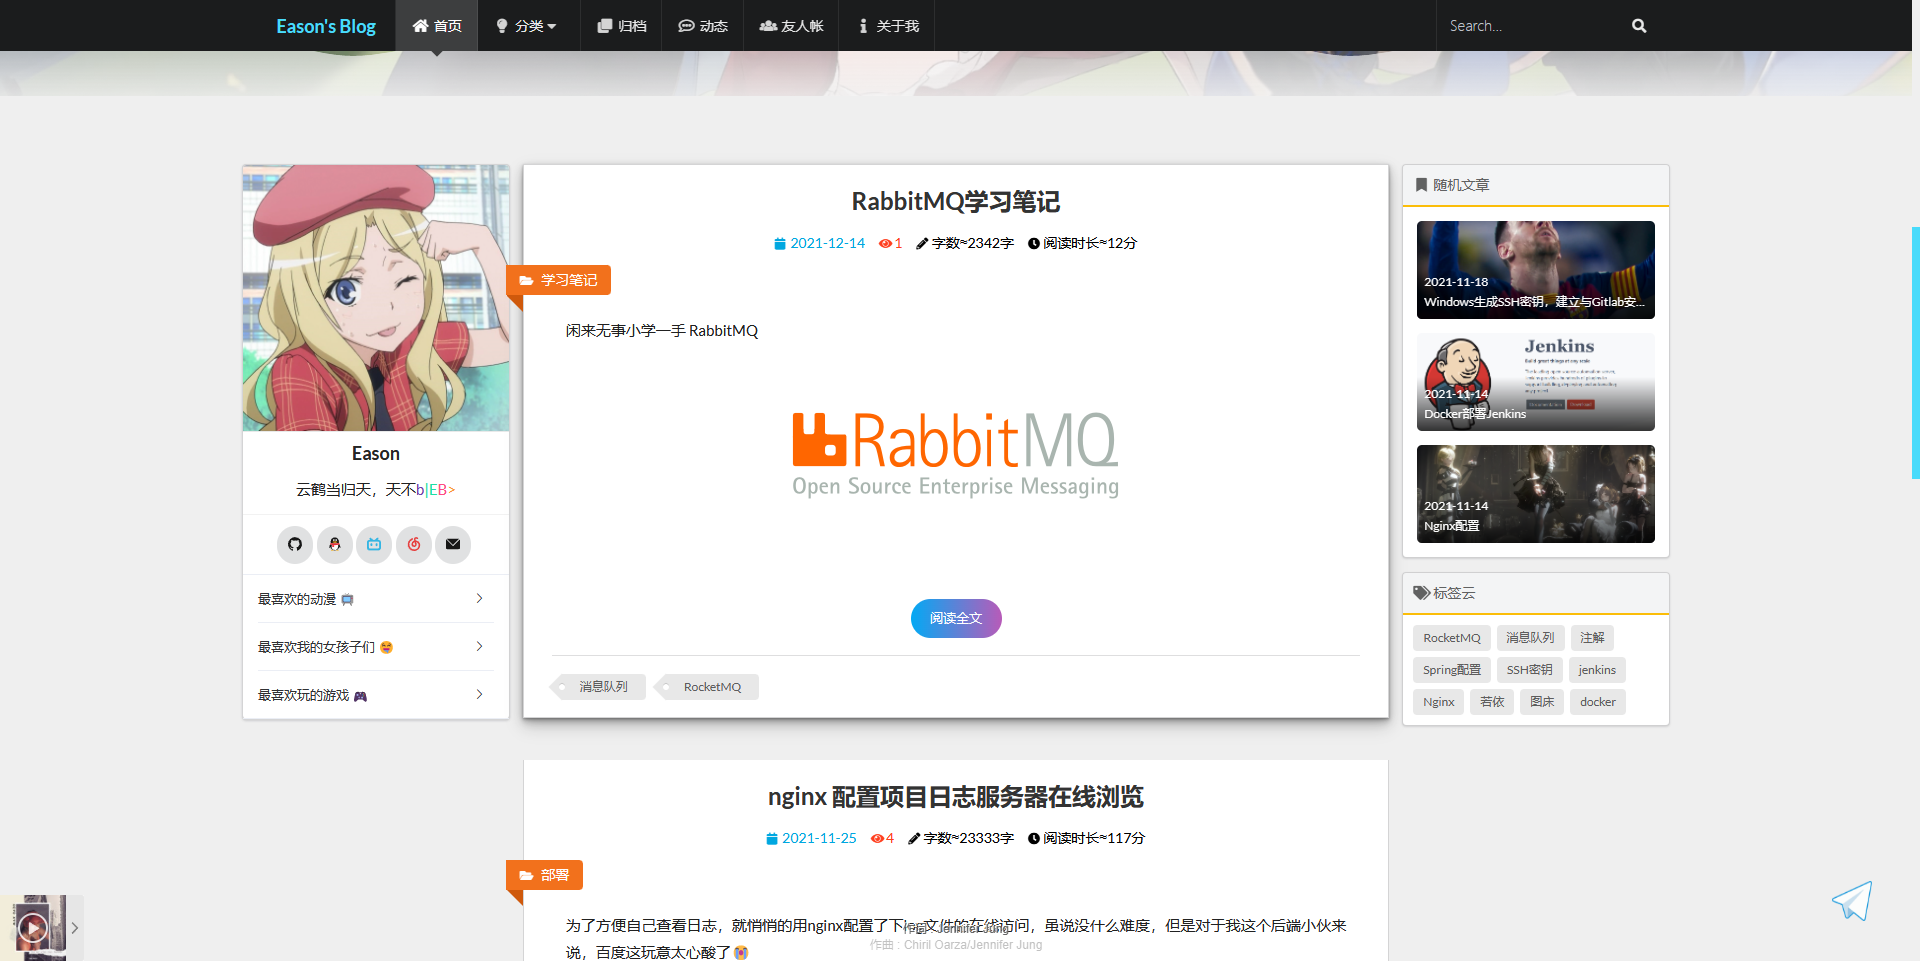 Eason's Blog
首页
分类
归档
动态
友人帐
关于我
Search...
Eason
云鹤当归天，天不b|EB>
最喜欢的动漫 📺
最喜欢我的女孩子们 😆
最喜欢玩的游戏 🎮
RabbitMQ学习笔记
2021-12-14 1 字数≈2342字 阅读时长≈12分
学习笔记
闲来无事小学一手 RabbitMQ
RabbitMQ
Open Source Enterprise Messaging
阅读全文
消息队列
RocketMQ
nginx 配置项目日志服务器在线浏览
2021-11-25 4 字数≈23333字 阅读时长≈117分
部署
为了方便自己查看日志，就悄悄的用nginx配置了下log文件的在线访问，虽说没什么难度，但是对于我这个后端小伙来
说，百度这玩意太心酸了😭
作曲 : Jennifer Jung
作曲 : Chiril Oarza/Jennifer Jung
随机文章
2021-11-18
Windows生成SSH密钥，建立与Gitlab安...
Jenkins
Build great things at any scale
2021-11-14
Docker部署Jenkins
2021-11-14
Nginx配置
标签云
RocketMQ 消息队列 注解
Spring配置 SSH密钥 jenkins
Nginx 若依 图床 docker